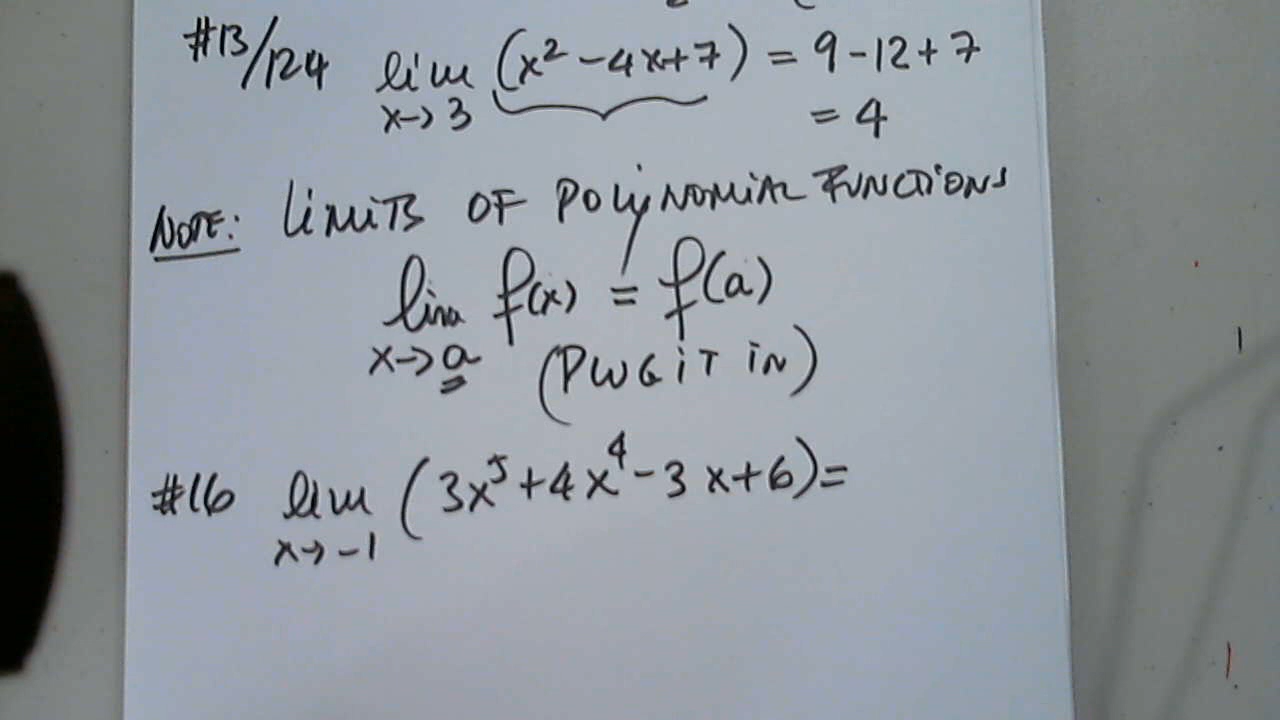 #13/124 lim (x² - 4x + 7) = 9 - 12 + 7
x→3 = 4
NOTE: LIMITS OF POLYNOMIAL FUNCTIONS
lim f(x) = f(a)
x→a (PLUG IT IN)
#16 lim (3x⁵ + 4x⁴ - 3x + 6) =
x→ -1